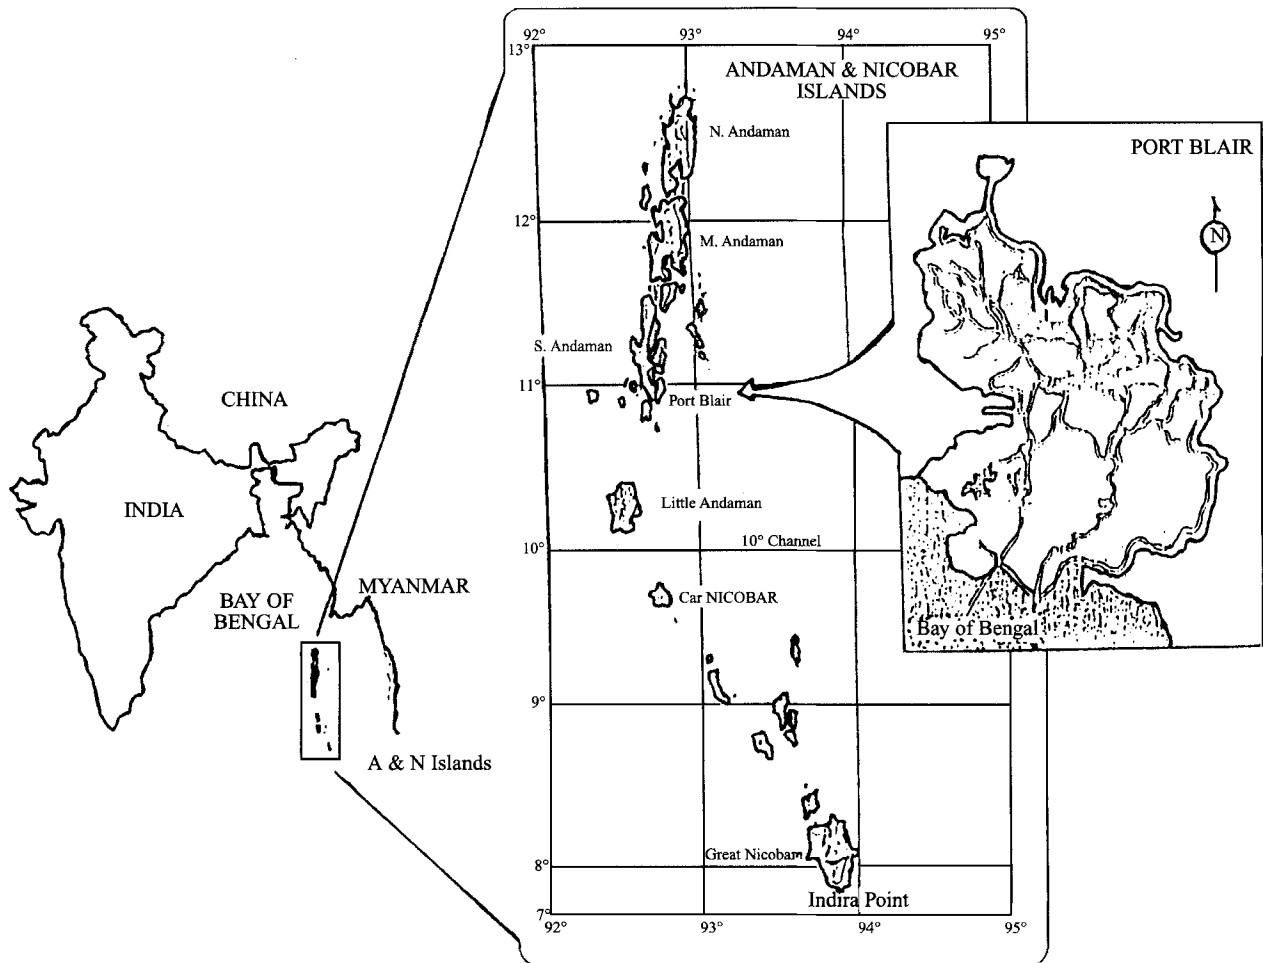 92°
93°
94°
95°
13°
ANDAMAN & NICOBAR
ISLANDS
N. Andaman
PORT BLAIR
N
12°
M. Andaman
S. Andaman
11°
Port Blair
CHINA
INDIA
Little Andaman
10° Channel
10°
MYANMAR
Car NICOBAR
BAY OF
BENGAL
Bay of Bengal
9°
A & N Islands
Great Nicobam
8°
Indira Point
7°
92°
93°
94°
95°